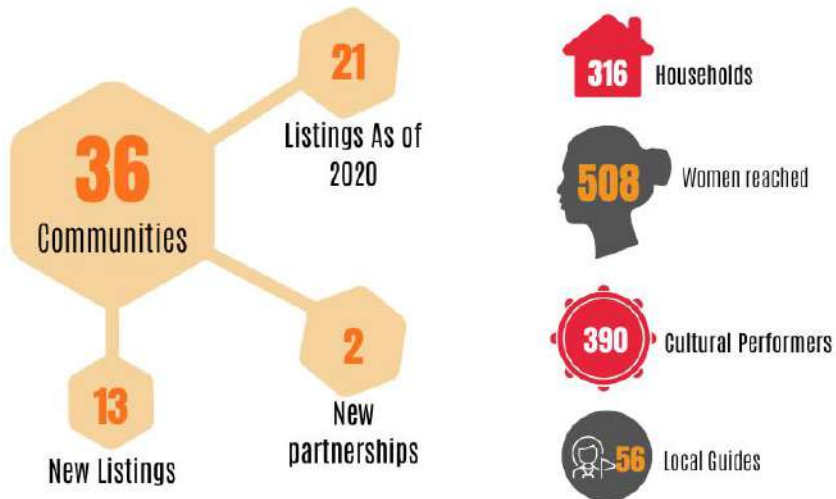 21
Listings As of
2020
36
Communities
2
New
partnerships
13
New Listings
316 Households
508 Women reached
390 Cultural Performers
56 Local Guides